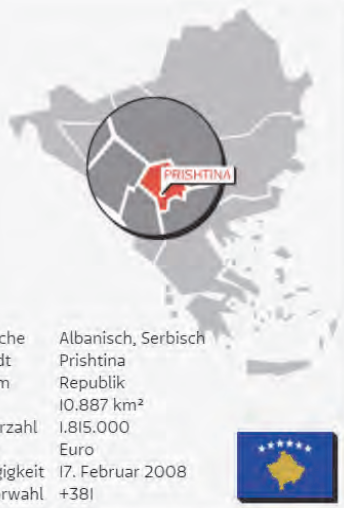 PRISHTINA
che Albanisch, Serbisch
dt Prishtina
m Republik
10.887 km²
rzahl 1.815.000
Euro
gigkeit 17. Februar 2008
rwahl +381